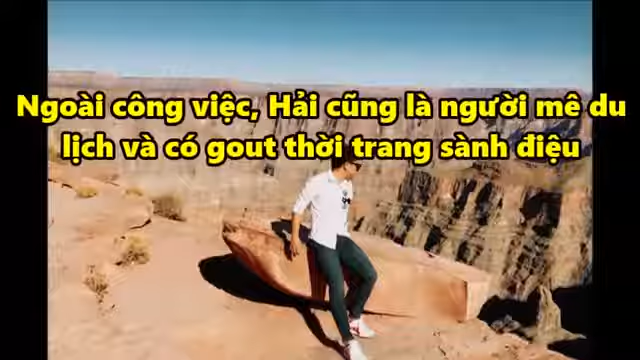 Ngoài công việc, Hải cũng là người mê du
lịch và có gout thời trang sành điệu